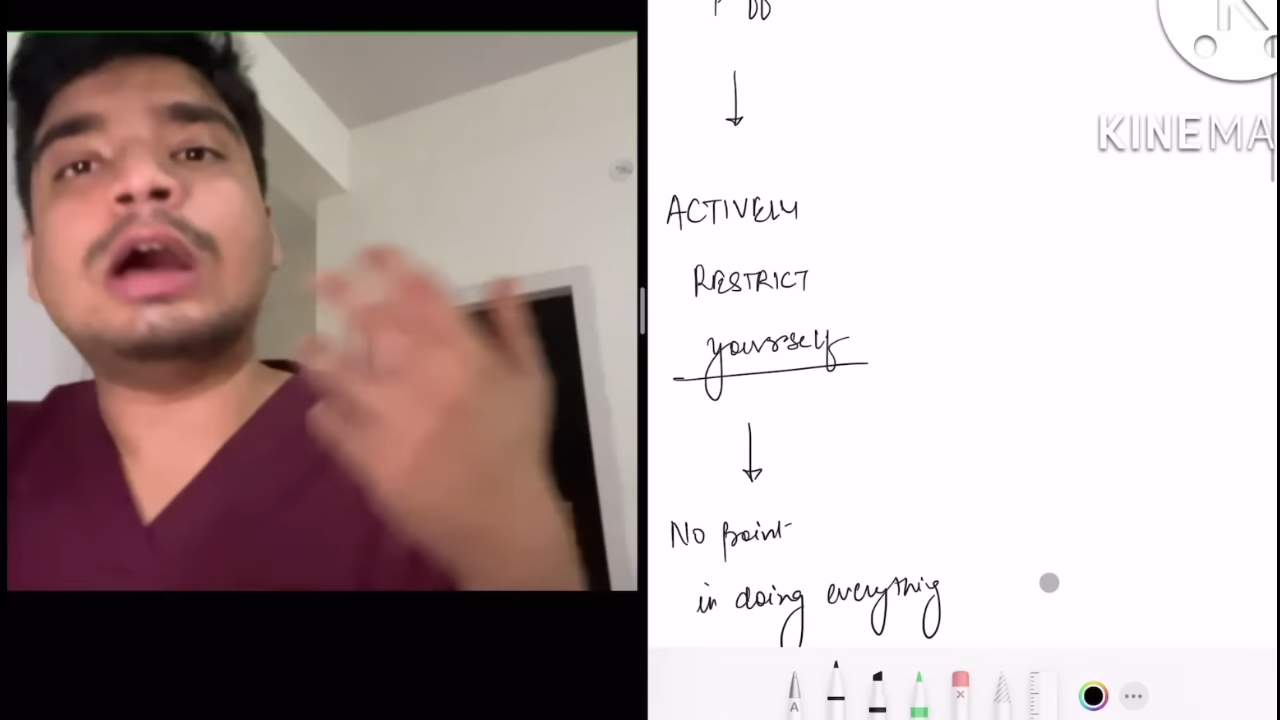 KINEMA
ACTIVELY
RESTRICT
yourself
No point
in doing everything
A